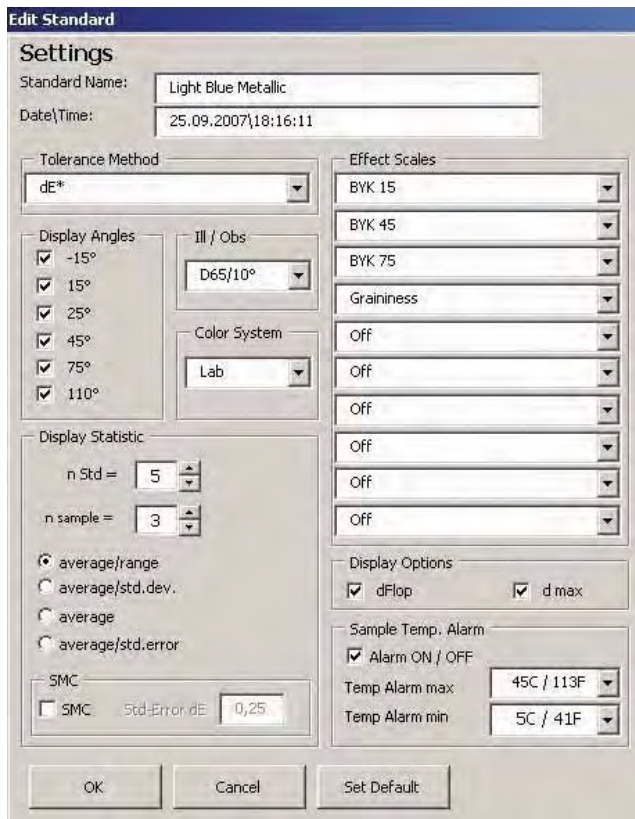 Edit Standard
Settings
Standard Name:
Light Blue Metallic
Date\Time:
25.09.2007\18:16:11
Tolerance Method
dE*
Display Angles
-15°
15°
25°
45°
75°
110°
Ill / Obs
D65/10°
Color System
Lab
Display Statistic
n Std =
5
n sample =
3
average/range
average/std.dev.
average
average/std.error
SMC
SMC
Std-Error dE
0,25
Effect Scales
BYK 15
BYK 45
BYK 75
Graininess
Off
Off
Off
Off
Off
Off
Display Options
dFlop
d max
Sample Temp. Alarm
Alarm ON / OFF
Temp Alarm max
45C / 113F
Temp Alarm min
5C / 41F
OK
Cancel
Set Default